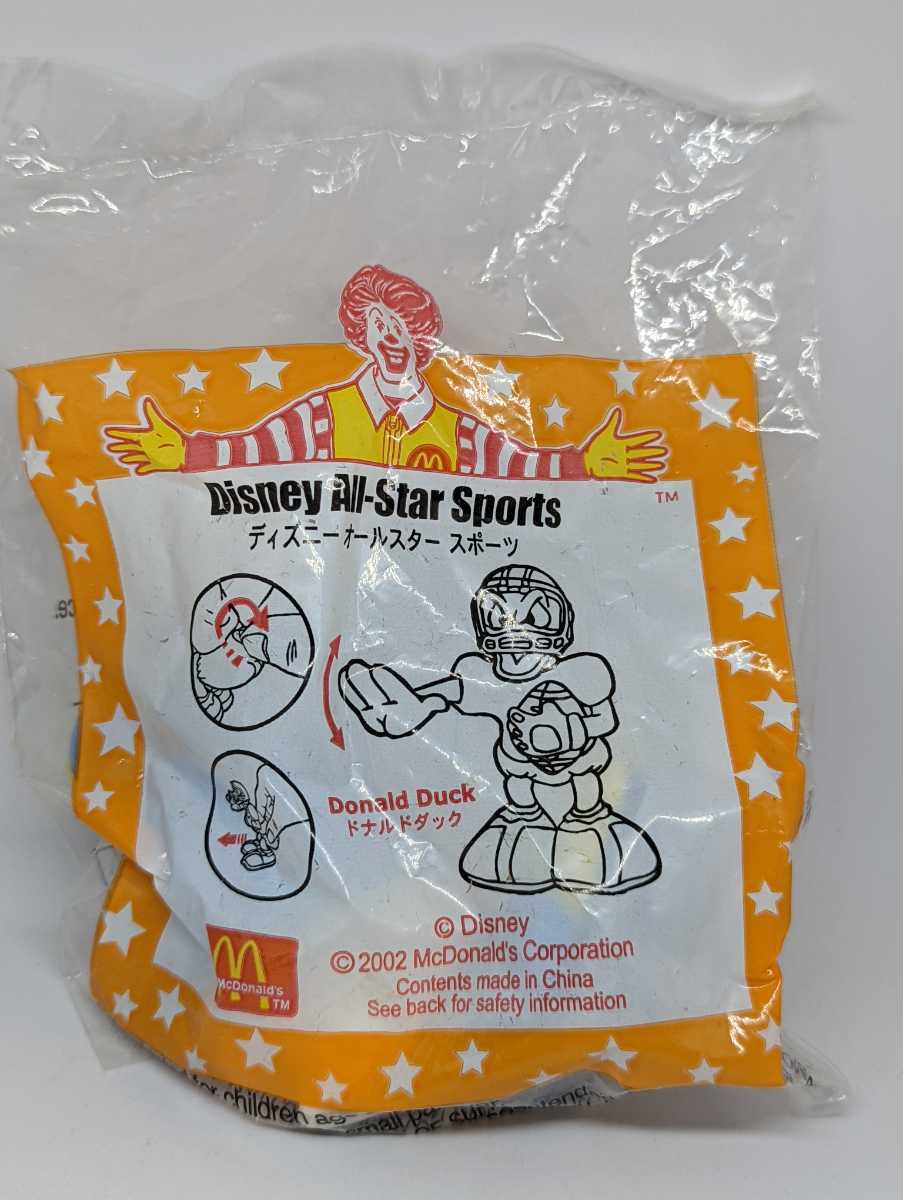 Disney All-Star Sports
TM
ディズニーオールスター スポーツ
Donald Duck
ドナルドダック
© Disney
©2002 McDonald's Corporation
Contents made in China
See back for safety information
McDonald's
TM
children
small